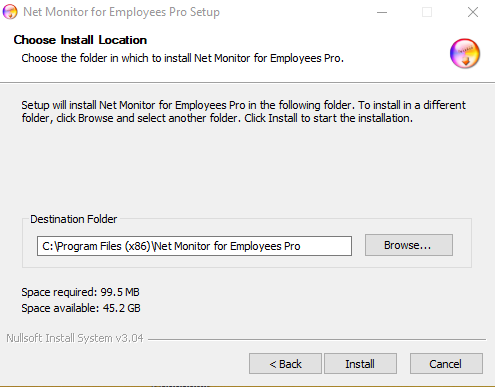 Net Monitor for Employees Pro Setup
Choose Install Location
Choose the folder in which to install Net Monitor for Employees Pro.
Setup will install Net Monitor for Employees Pro in the following folder. To install in a different
folder, click Browse and select another folder. Click Install to start the installation.
Destination Folder
C:\Program Files (x86)\Net Monitor for Employees Pro
Browse...
Space required: 99.5 MB
Space available: 45.2 GB
Nullsoft Install System v3.04
< Back
Install
Cancel